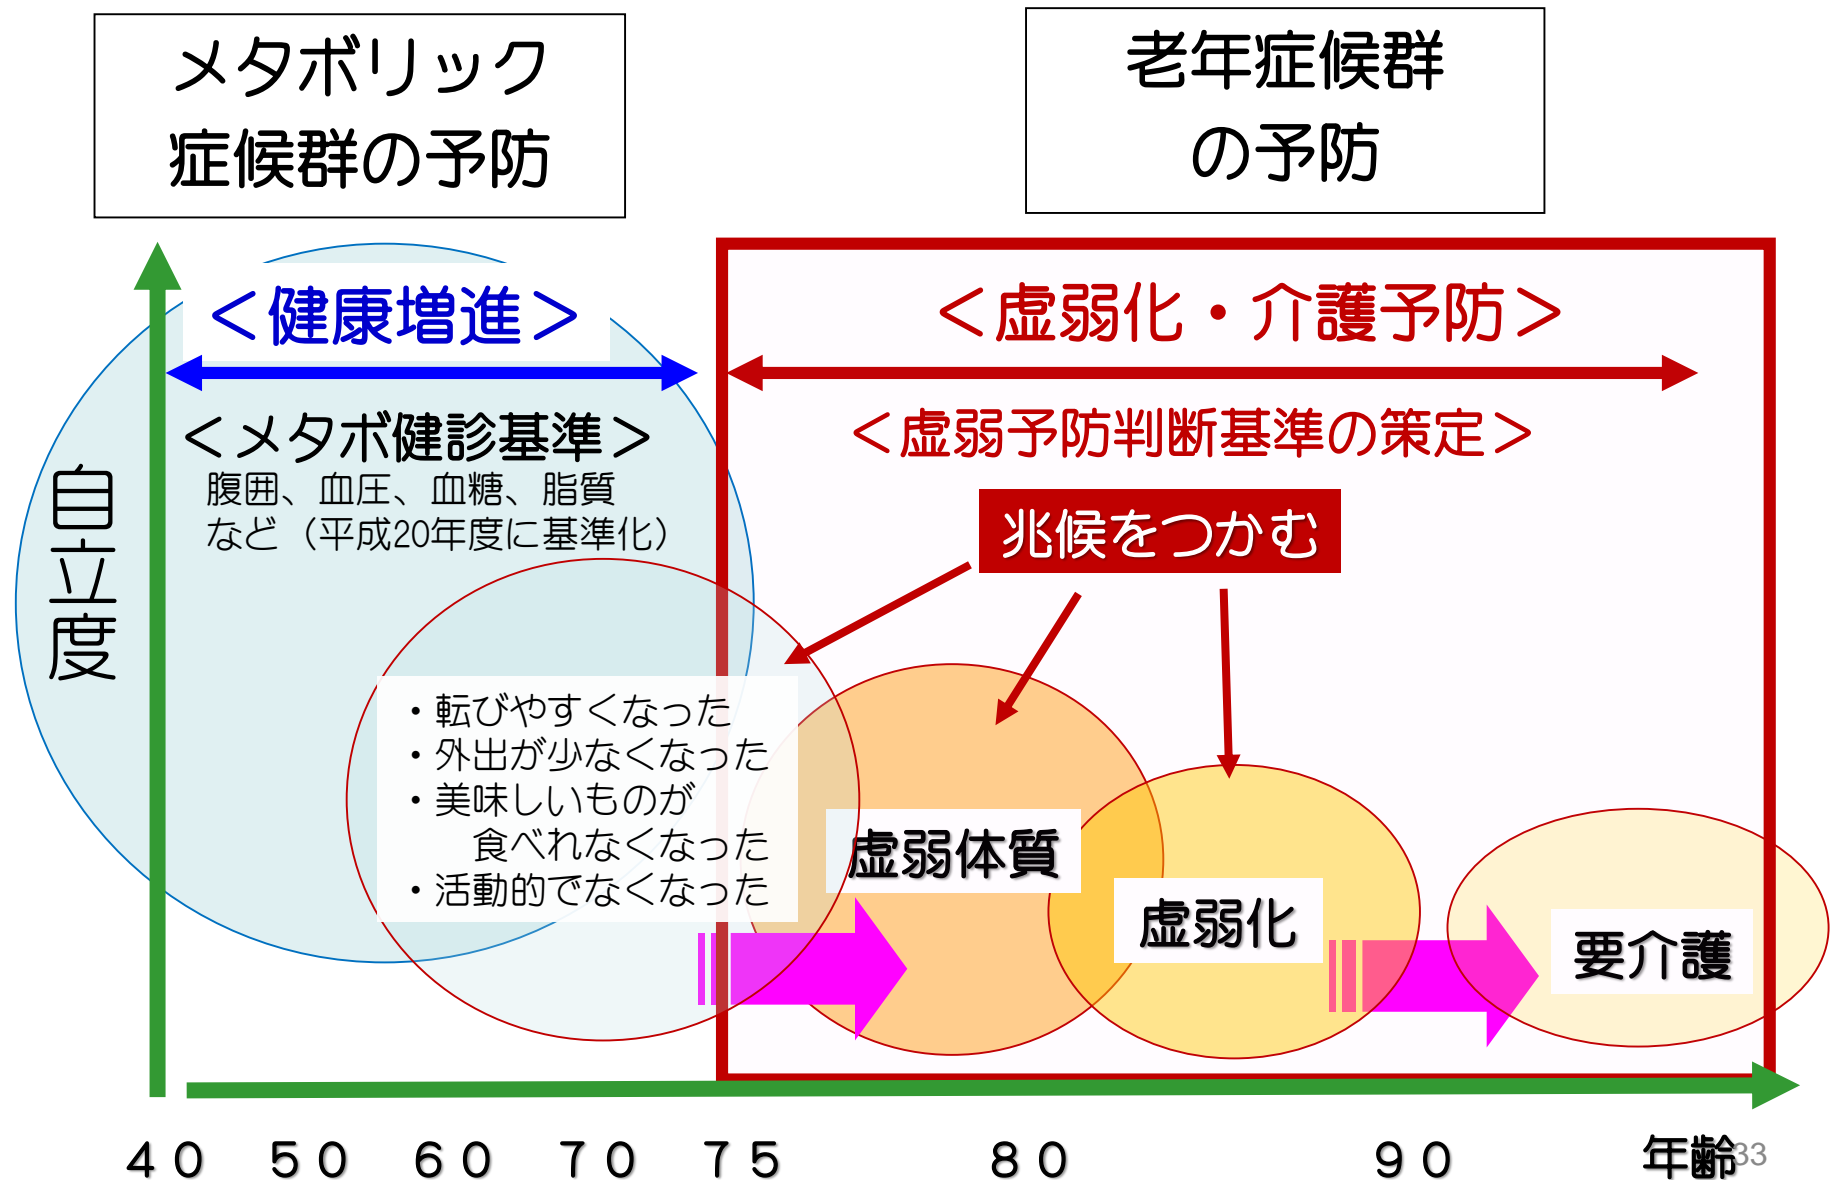 メタボリック
症候群の予防
老年症候群
の予防
＜健康増進＞
＜虚弱化・介護予防＞
＜メタボ健診基準＞
腹囲、血圧、血糖、脂質
など（平成20年度に基準化）
＜虚弱予防判断基準の策定＞
自立度
兆候をつかむ
・転びやすくなった
・外出が少なくなった
・美味しいものが
食べれなくなった
・活動的でなくなった
虚弱体質
虚弱化
要介護
４０　５０　６０　７０　７５　８０　９０　年齢
33